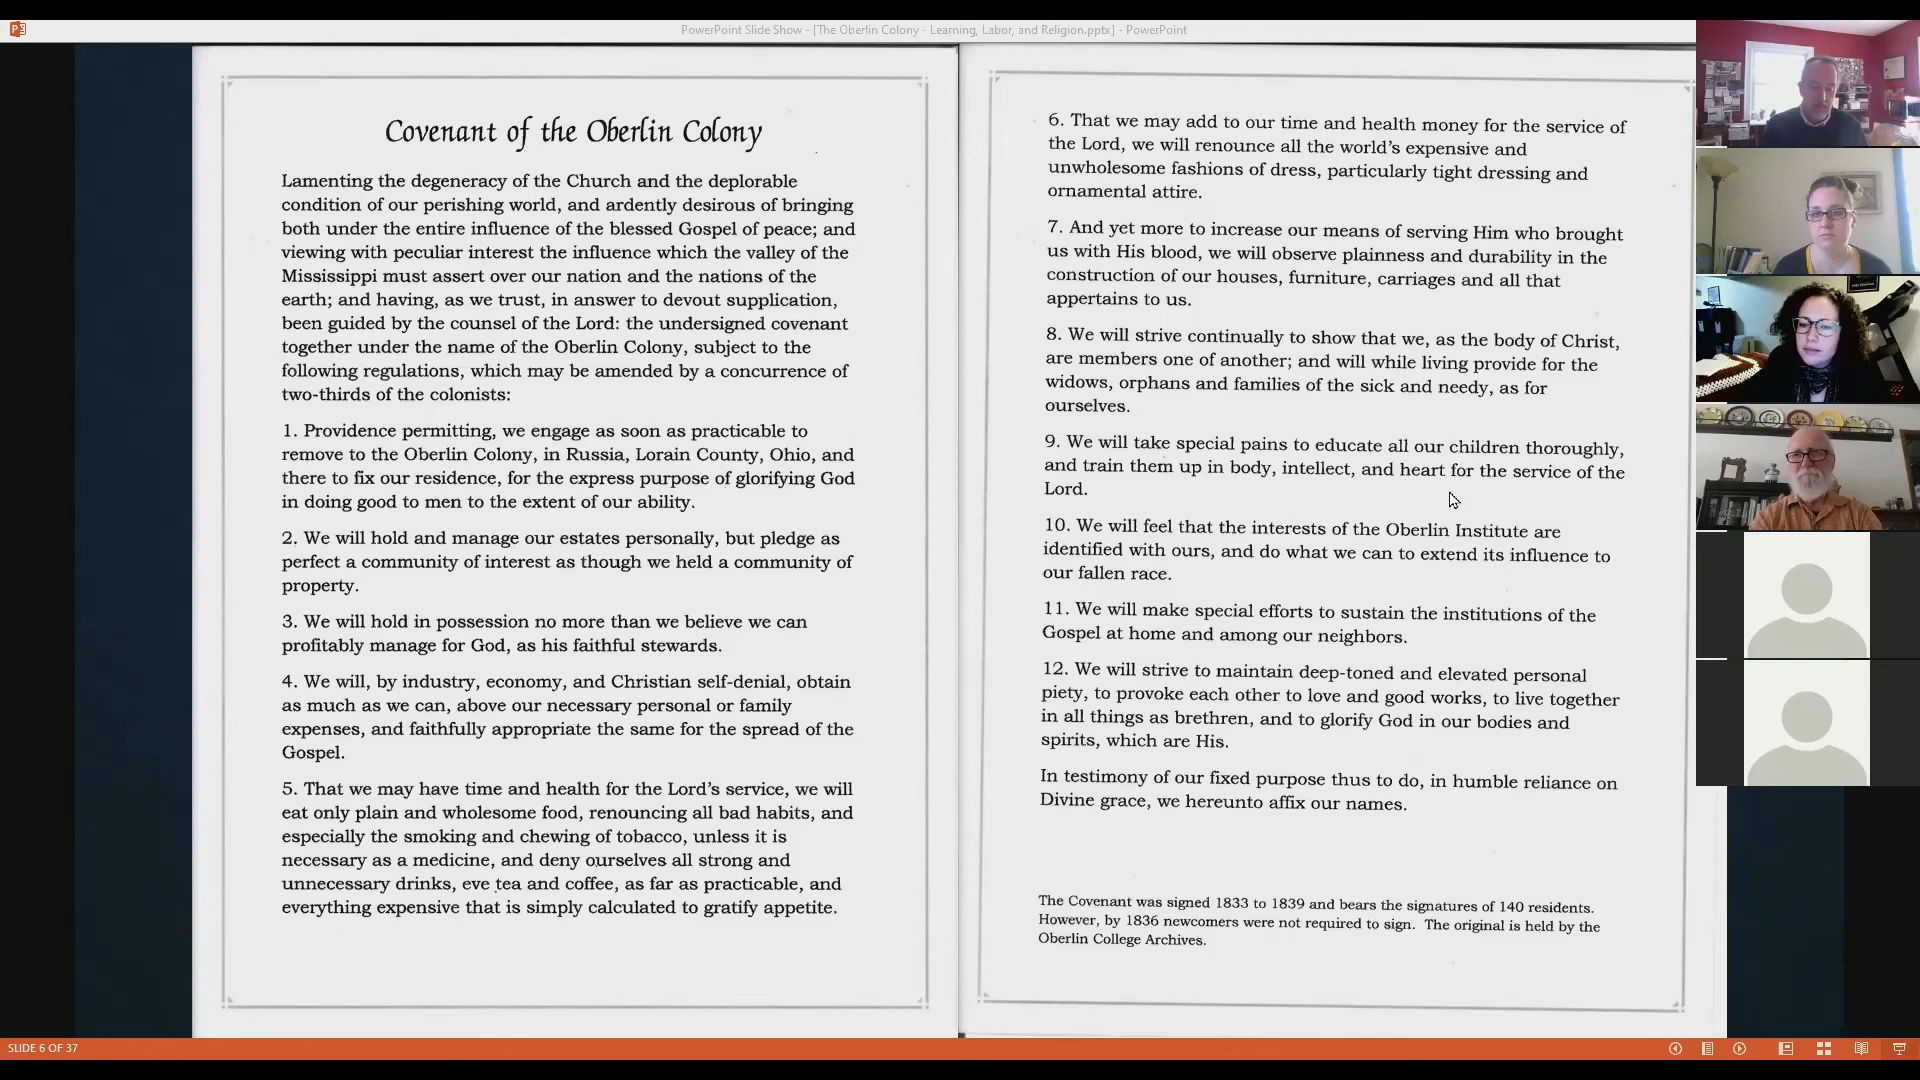 PowerPoint Slide Show - [The Oberlin Colony - Learning, Labor, and Religion.pptx] - PowerPoint
Covenant of the Oberlin Colony
Lamenting the degeneracy of the Church and the deplorable
condition of our perishing world, and ardently desirous of bringing
both under the entire influence of the blessed Gospel of peace; and
viewing with peculiar interest the influence which the valley of the
Mississippi must assert over our nation and the nations of the
earth; and having, as we trust, in answer to devout supplication,
been guided by the counsel of the Lord: the undersigned covenant
together under the name of the Oberlin Colony, subject to the
following regulations, which may be amended by a concurrence of
two-thirds of the colonists:
1. Providence permitting, we engage as soon as practicable to
remove to the Oberlin Colony, in Russia, Lorain County, Ohio, and
there to fix our residence, for the express purpose of glorifying God
in doing good to men to the extent of our ability.
2. We will hold and manage our estates personally, but pledge as
perfect a community of interest as though we held a community of
property.
3. We will hold in possession no more than we believe we can
profitably manage for God, as his faithful stewards.
4. We will, by industry, economy, and Christian self-denial, obtain
as much as we can, above our necessary personal or family
expenses, and faithfully appropriate the same for the spread of the
Gospel.
5. That we may have time and health for the Lord's service, we will
eat only plain and wholesome food, renouncing all bad habits, and
especially the smoking and chewing of tobacco, unless it is
necessary as a medicine, and deny ourselves all strong and
unnecessary drinks, eve tea and coffee, as far as practicable, and
everything expensive that is simply calculated to gratify appetite.
6. That we may add to our time and health money for the service of
the Lord, we will renounce all the world's expensive and
unwholesome fashions of dress, particularly tight dressing and
ornamental attire.
7. And yet more to increase our means of serving Him who brought
us with His blood, we will observe plainness and durability in the
construction of our houses, furniture, carriages and all that
appertains to us.
8. We will strive continually to show that we, as the body of Christ,
are members one of another; and will while living provide for the
widows, orphans and families of the sick and needy, as for
ourselves.
9. We will take special pains to educate all our children thoroughly,
and train them up in body, intellect, and heart for the service of the
Lord.
10. We will feel that the interests of the Oberlin Institute are
identified with ours, and do what we can to extend its influence to
our fallen race.
11. We will make special efforts to sustain the institutions of the
Gospel at home and among our neighbors.
12. We will strive to maintain deep-toned and elevated personal
piety, to provoke each other to love and good works, to live together
in all things as brethren, and to glorify God in our bodies and
spirits, which are His.
In testimony of our fixed purpose thus to do, in humble reliance on
Divine grace, we hereunto affix our names.
The Covenant was signed 1833 to 1839 and bears the signatures of 140 residents.
However, by 1836 newcomers were not required to sign. The original is held by the
Oberlin College Archives.
SLIDE 6 OF 37